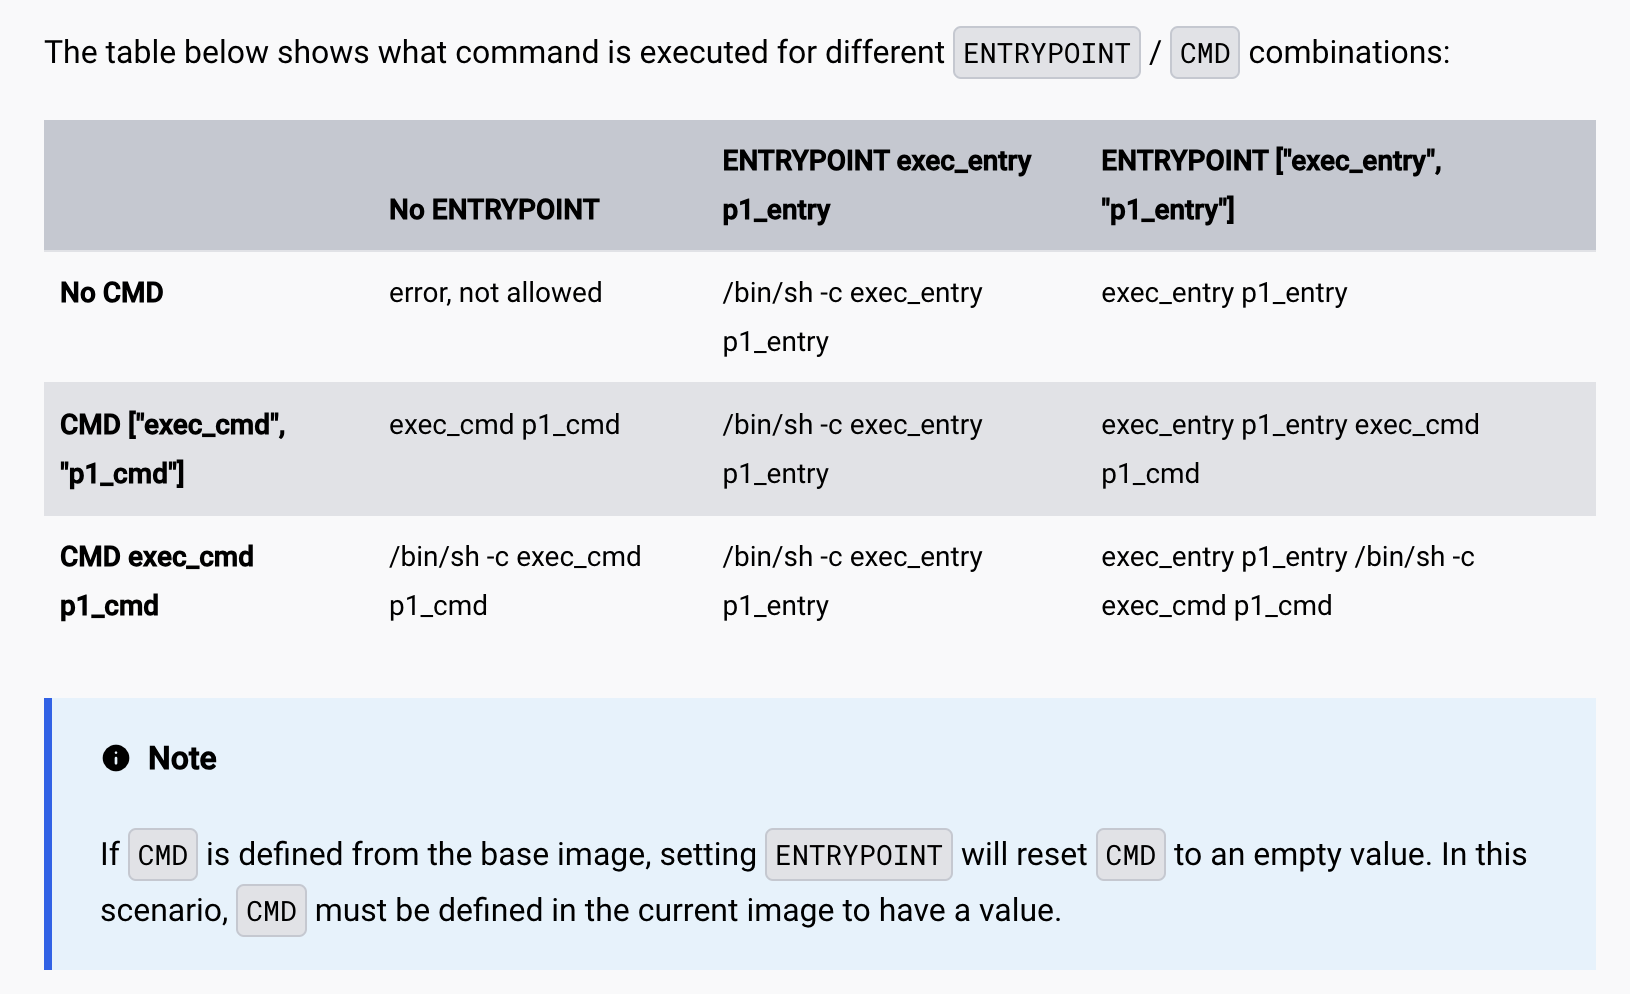 The table below shows what command is executed for different ENTRYPOINT / CMD combinations:
No ENTRYPOINT
ENTRYPOINT exec_entry
p1_entry
ENTRYPOINT ["exec_entry",
"p1_entry"]
No CMD
error, not allowed
/bin/sh -c exec_entry
p1_entry
exec_entry p1_entry
CMD ["exec_cmd",
"p1_cmd"]
exec_cmd p1_cmd
/bin/sh -c exec_entry
p1_entry
exec_entry p1_entry exec_cmd
p1_cmd
CMD exec_cmd
p1_cmd
/bin/sh -c exec_cmd
p1_cmd
/bin/sh -c exec_entry
p1_entry
exec_entry p1_entry /bin/sh -c
exec_cmd p1_cmd
Note
If CMD is defined from the base image, setting ENTRYPOINT will reset CMD to an empty value. In this
scenario, CMD must be defined in the current image to have a value.